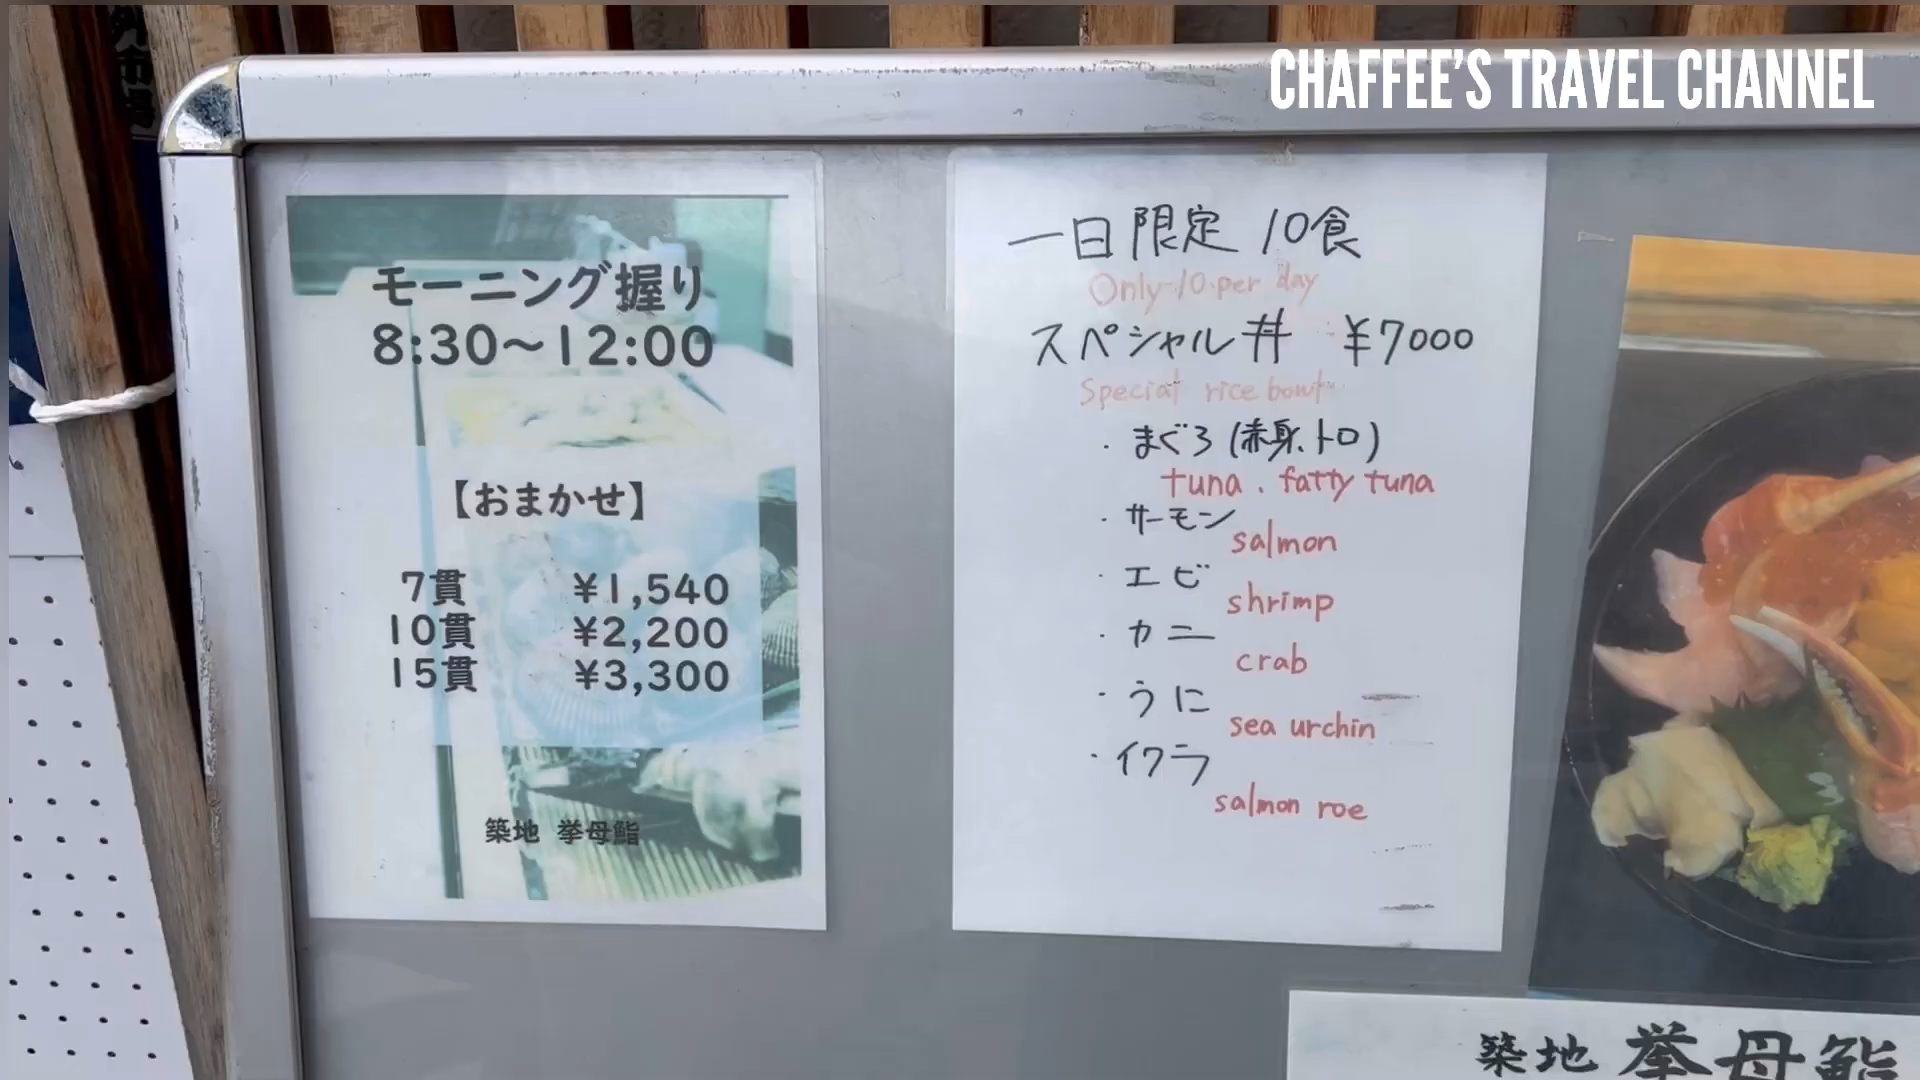 CHAFFEE'S TRAVEL CHANNEL
モーニング握り
8:30〜12:00
【おまかせ】
7貫 ¥1,540
10貫 ¥2,200
15貫 ¥3,300
築地 挙母鮨
一日限定 10食
Only 10 per day
スペシャル丼 ¥7000
Special rice bowl
・まぐろ(赤身、トロ)
tuna . fatty tuna
・サーモン
salmon
・エビ
shrimp
・カニ
crab
・うに
sea urchin
・イクラ
salmon roe
築地 挙母鮨